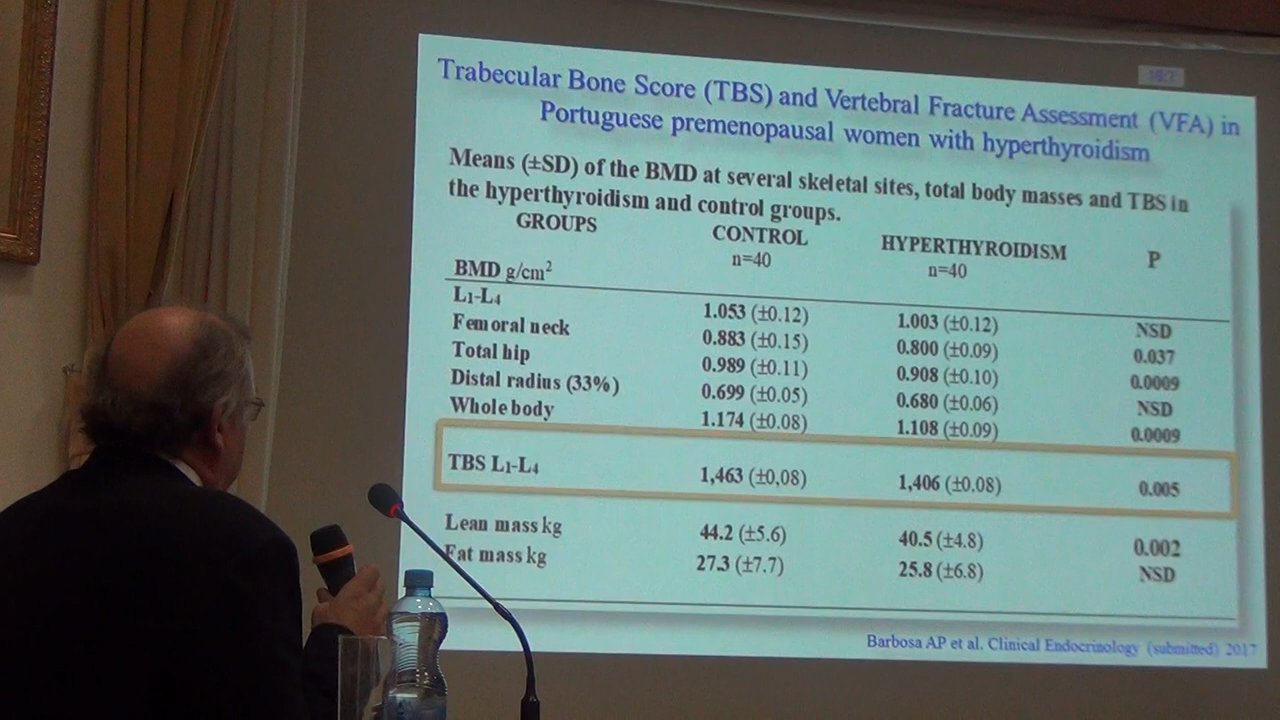 Trabecular Bone Score (TBS) and Vertebral Fracture Assessment (VFA) in
Portuguese premenopausal women with hyperthyroidism
Means (±SD) of the BMD at several skeletal sites, total body masses and TBS in
the hyperthyroidism and control groups.
GROUPS CONTROL HYPERTHYROIDISM P
n=40 n=40
BMD g/cm²
L1-L4 1.053 (±0.12) 1.003 (±0.12) NSD
Femoral neck 0.883 (±0.15) 0.800 (±0.09) 0.037
Total hip 0.989 (±0.11) 0.908 (±0.10) 0.0009
Distal radius (33%) 0.699 (±0.05) 0.680 (±0.06) NSD
Whole body 1.174 (±0.08) 1.108 (±0.09) 0.0009
TBS L1-L4 1,463 (±0,08) 1,406 (±0.08) 0.005
Lean mass kg 44.2 (±5.6) 40.5 (±4.8) 0.002
Fat mass kg 27.3 (±7.7) 25.8 (±6.8) NSD
Barbosa AP et al. Clinical Endocrinology (submitted) 2017